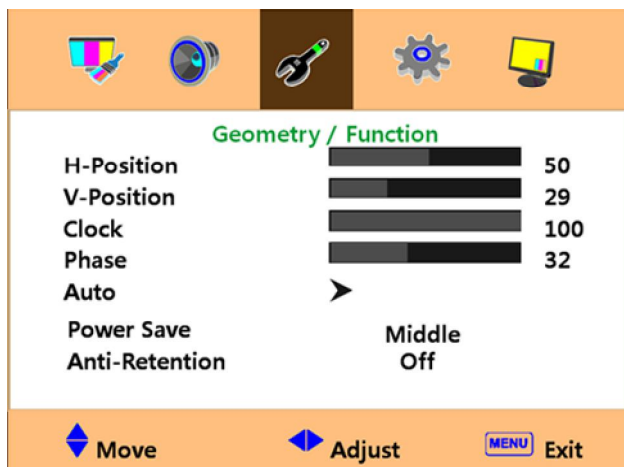 Geometry / Function
H-Position 50
V-Position 29
Clock 100
Phase 32
Auto
Power Save Middle
Anti-Retention Off
Move Adjust MENU Exit